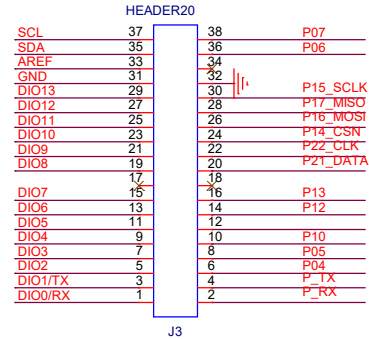 HEADER20
SCL 37 38 P07
SDA 35 36 P06
AREF 33 34
GND 31 32
DIO13 29 30 P15_SCLK
DIO12 27 28 P17_MISO
DIO11 25 26 P16_MOSI
DIO10 23 24 P14_CSN
DIO9 21 22 P22_CLK
DIO8 19 20 P21_DATA
17 18
DIO7 15 16 P13
DIO6 13 14 P12
DIO5 11 12
DIO4 9 10 P10
DIO3 7 8 P05
DIO2 5 6 P04
DIO1/TX 3 4 P_TX
DIO0/RX 1 2 P_RX
J3